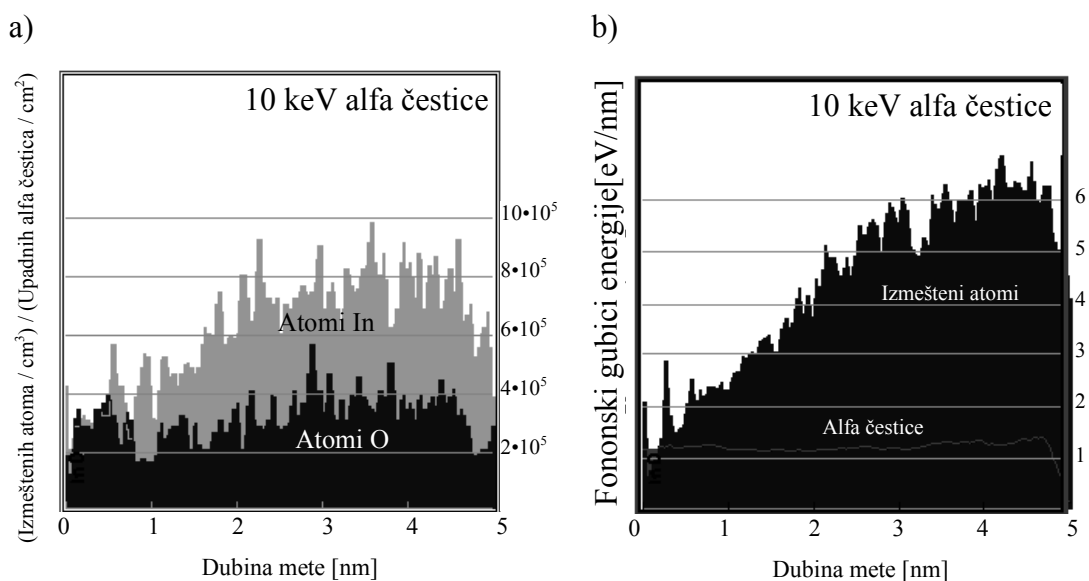 a)
(Izmeštenih atoma / cm³) / (Upadnih alfa čestica / cm²)
10 keV alfa čestice
10•10⁵
8•10⁵
6•10⁵
4•10⁵
2•10⁵
Atomi In
Atomi O
0 1 2 3 4 5
Dubina mete [nm]
b)
Fononski gubici energije[eV/nm]
10 keV alfa čestice
6
5
4
3
2
1
Izmešteni atomi
Alfa čestice
0 1 2 3 4 5
Dubina mete [nm]